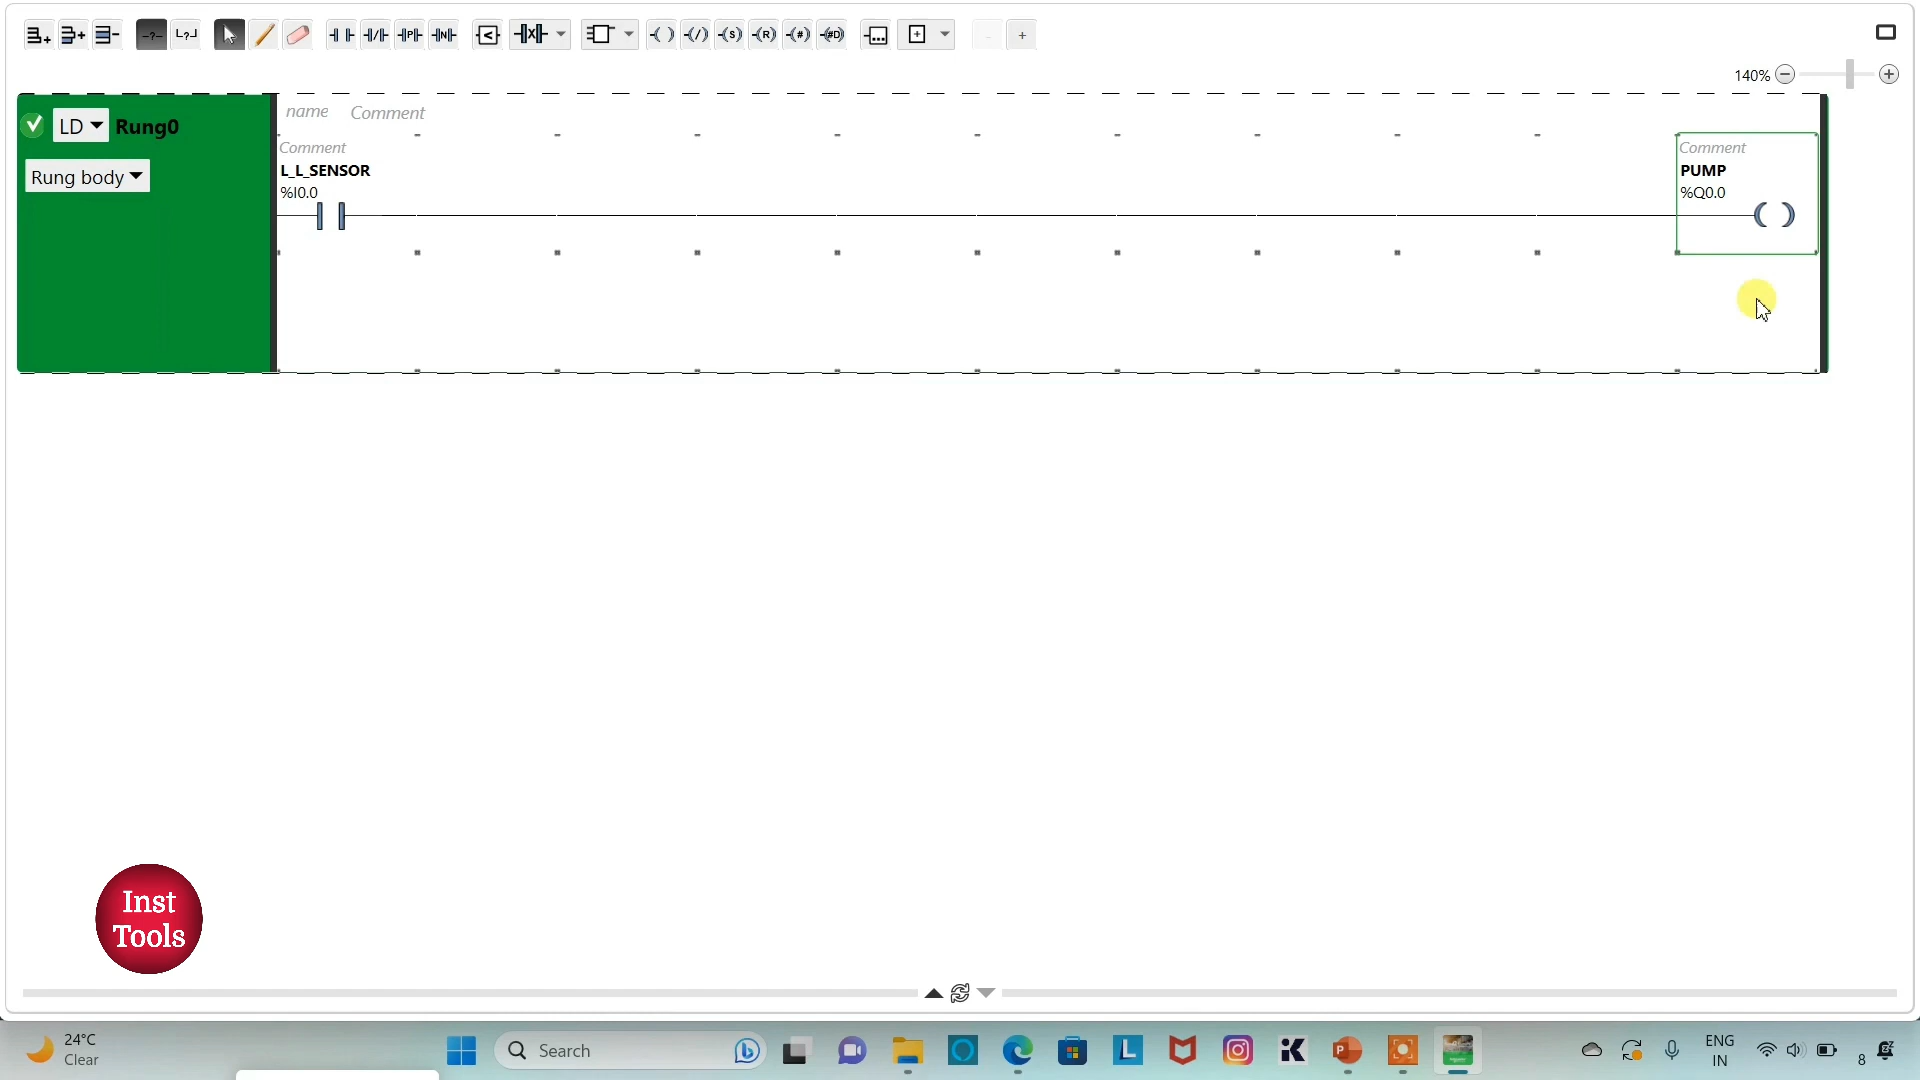 140%
LD
Rung0
name Comment
Rung body
Comment
L_L_SENSOR
%I0.0
Comment
PUMP
%Q0.0
Inst
Tools
24°C
Clear
Search
ENG
IN
8